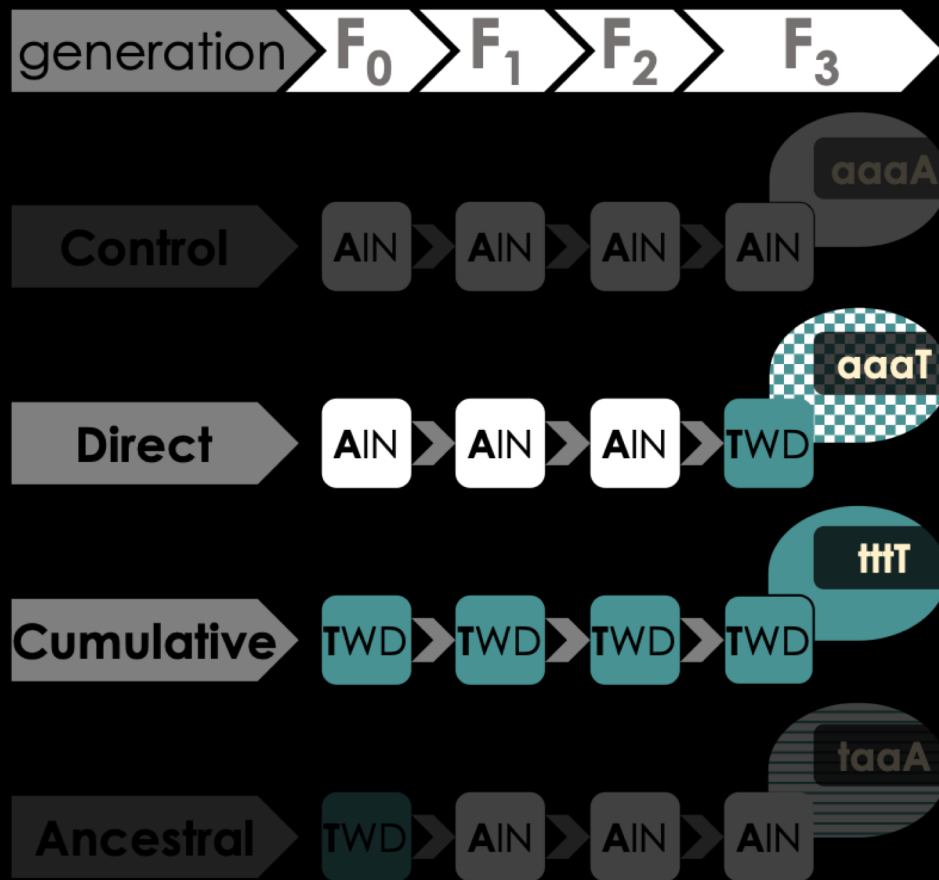 generation F0 F1 F2 F3
aaaA
Control AIN AIN AIN AIN
aaaT
Direct AIN AIN AIN TWD
tttT
Cumulative TWD TWD TWD TWD
taaA
Ancestral TWD AIN AIN AIN